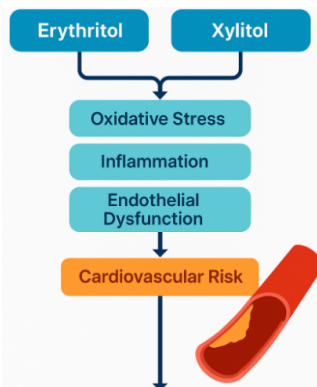 Erythritol
Xylitol
Oxidative Stress
Inflammation
Endothelial
Dysfunction
Cardiovascular Risk